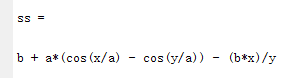 ss =
b + a*(cos(x/a) - cos(y/a)) - (b*x)/y